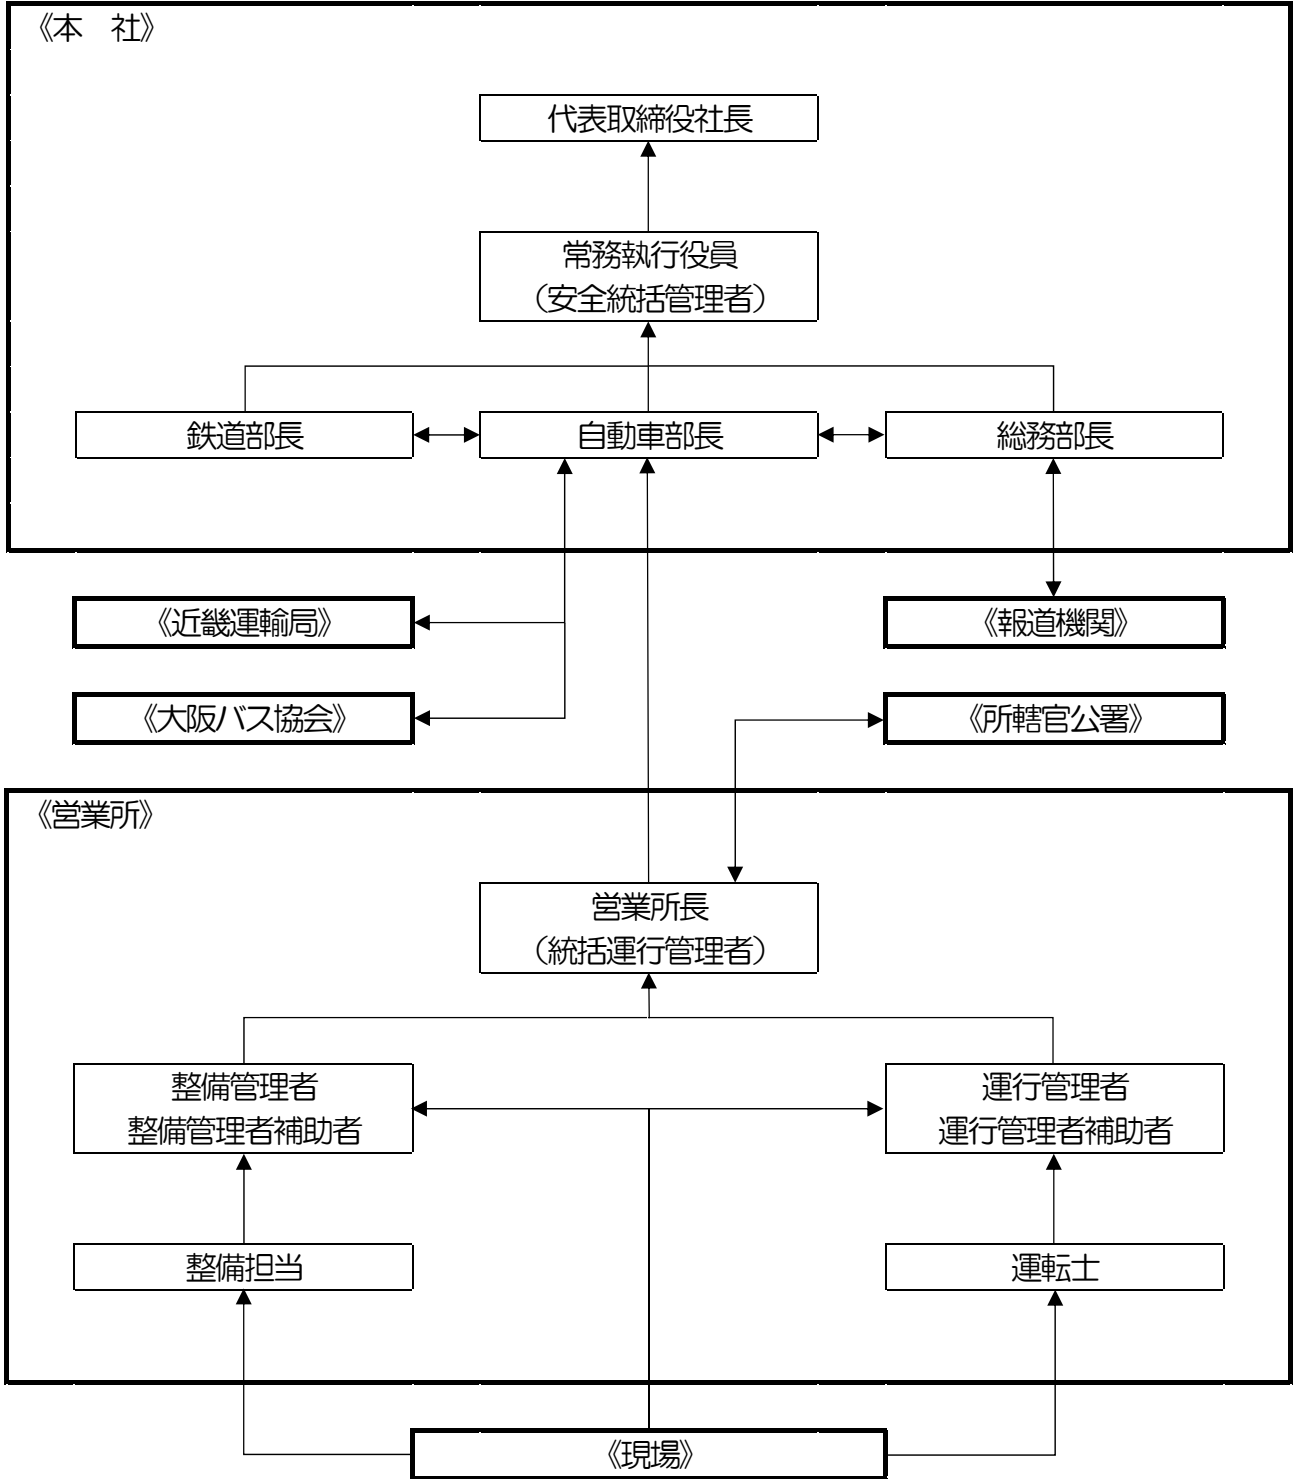 《本　社》
代表取締役社長
常務執行役員
（安全統括管理者）
鉄道部長
自動車部長
総務部長
《近畿運輸局》
《報道機関》
《大阪バス協会》
《所轄官公署》
《営業所》
営業所長
（統括運行管理者）
整備管理者
整備管理者補助者
運行管理者
運行管理者補助者
整備担当
運転士
《現場》